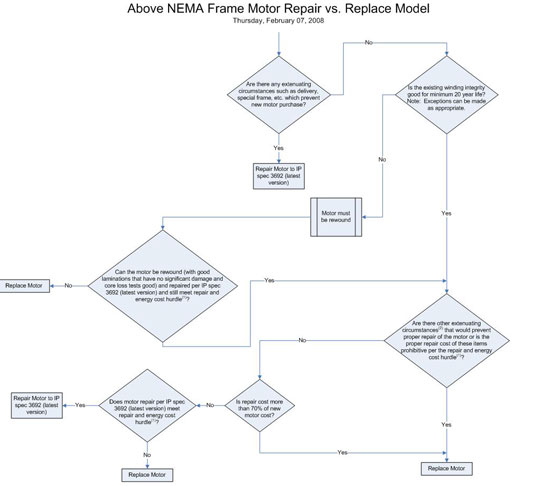 Above NEMA Frame Motor Repair vs. Replace Model
Thursday, February 07, 2008
No
Are there any extenuating
circumstances such as delivery,
special frame, etc. which prevent
new motor purchase?
Is the existing winding integrity
good for minimum 20 year life?
Note: Exceptions can be made
as appropriate.
Yes
No
Repair Motor to IP
spec 3692 (latest
version)
Motor must
be rewound
Yes
Can the motor be rewound (with good
laminations that have no significant damage and
core loss tests good) and repaired per IP spec
3692 (latest version) and still meet repair and
energy cost hurdle(1)?
Yes
Replace Motor
No
Are there other extenuating
circumstances(2) that would prevent
proper repair of the motor or is the
proper repair cost of these items
prohibitive per the repair and energy
cost hurdle(1)?
No
Repair Motor to IP
spec 3692 (latest
version)
Yes
Does motor repair per IP spec
3692 (latest version) meet
repair and energy cost
hurdle(1)?
No
Is repair cost more
than 70% of new
motor cost?
Yes
No
Yes
Replace Motor
Replace Motor